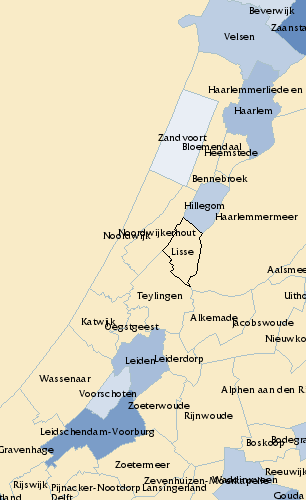 Beverwijk
Zaansta
Velsen
Haarlemmerliede en
Haarlem
Zandvoort
Bloemendaal
Heemstede
Bennebroek
Hillegom
Haarlemmermeer
Noordwijkerhout
Noordwijk
Lisse
Aalsmee
Teylingen
Uitho
Alkemade
Jacobswoude
Katwijk
Oegstgeest
Nieuwko
Leiden
Leiderdorp
Wassenaar
Alphen aan den R
Voorschoten
Zoeterwoude
Rijnwoude
Leidschendam-Voorburg
Bodegra
Boskoop
Gravenhage
Zoetermeer
Reeuwijk
Rijswijk
Zevenhuizen-Moerkapelle
Waddinxveen
Pijnacker-Nootdorp
Lansingerland
tland
Delft
Gouda